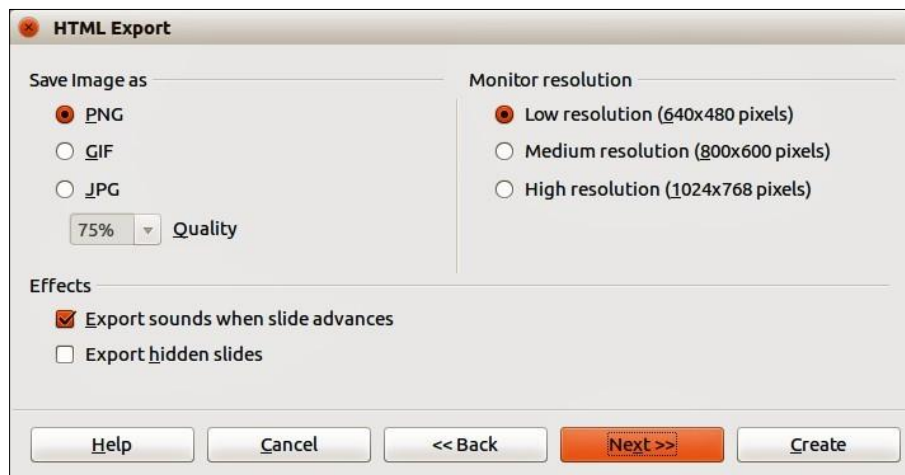 HTML Export
Save Image as
PNG
GIF
JPG
75% Quality
Monitor resolution
Low resolution (640x480 pixels)
Medium resolution (800x600 pixels)
High resolution (1024x768 pixels)
Effects
Export sounds when slide advances
Export hidden slides
Help Cancel << Back Next >> Create